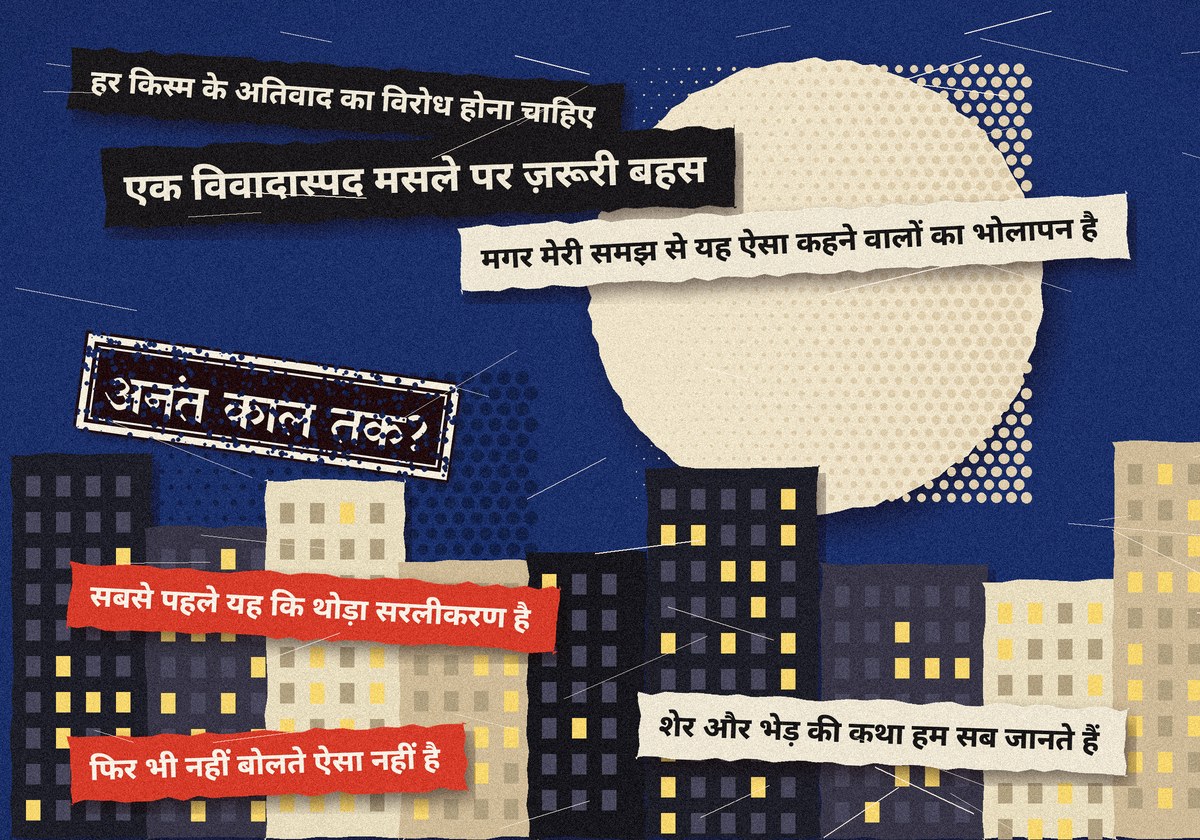 हर किस्म के अतिवाद का विरोध होना चाहिए
एक विवादास्पद मसले पर ज़रूरी बहस
मगर मेरी समझ से यह ऐसा कहने वालों का भोलापन है
अनंत काल तक?
सबसे पहले यह कि थोड़ा सरलीकरण है
शेर और भेड़ की कथा हम सब जानते हैं
फिर भी नहीं बोलते ऐसा नहीं है